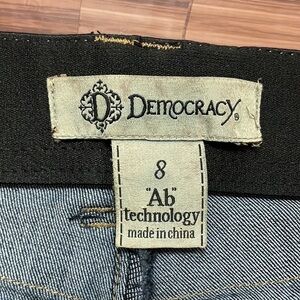 D DEMOCRACY®
8
"Ab"
technology
made in china